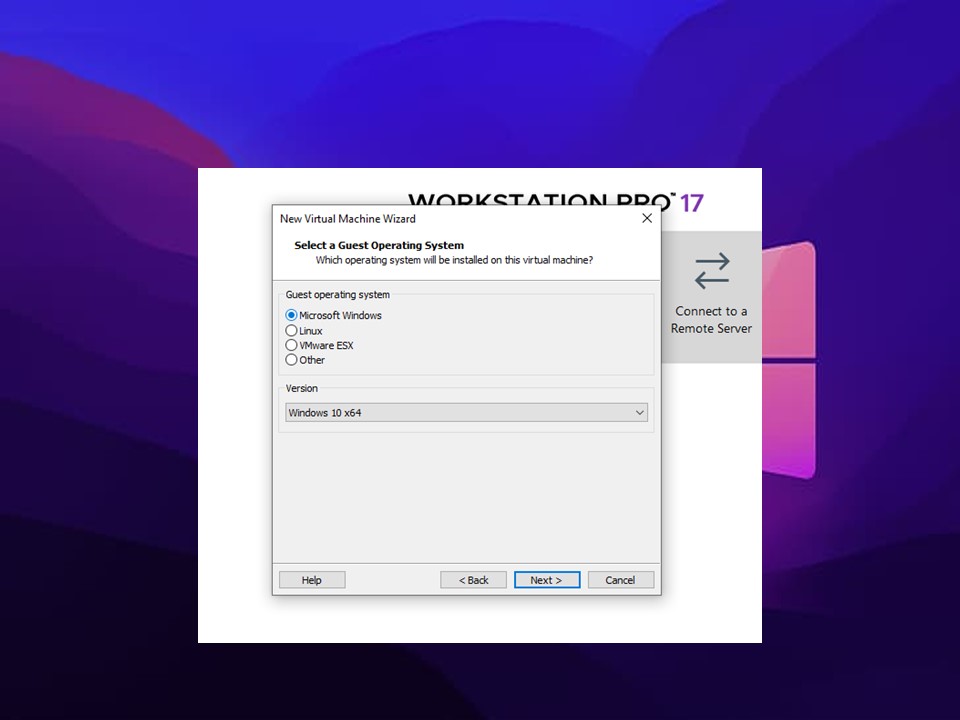 WORKSTATION PRO™ 17
New Virtual Machine Wizard
Select a Guest Operating System
Which operating system will be installed on this virtual machine?
Connect to a
Remote Server
Guest operating system
Microsoft Windows
Linux
VMware ESX
Other
Version
Windows 10 x64
Help
< Back
Next >
Cancel